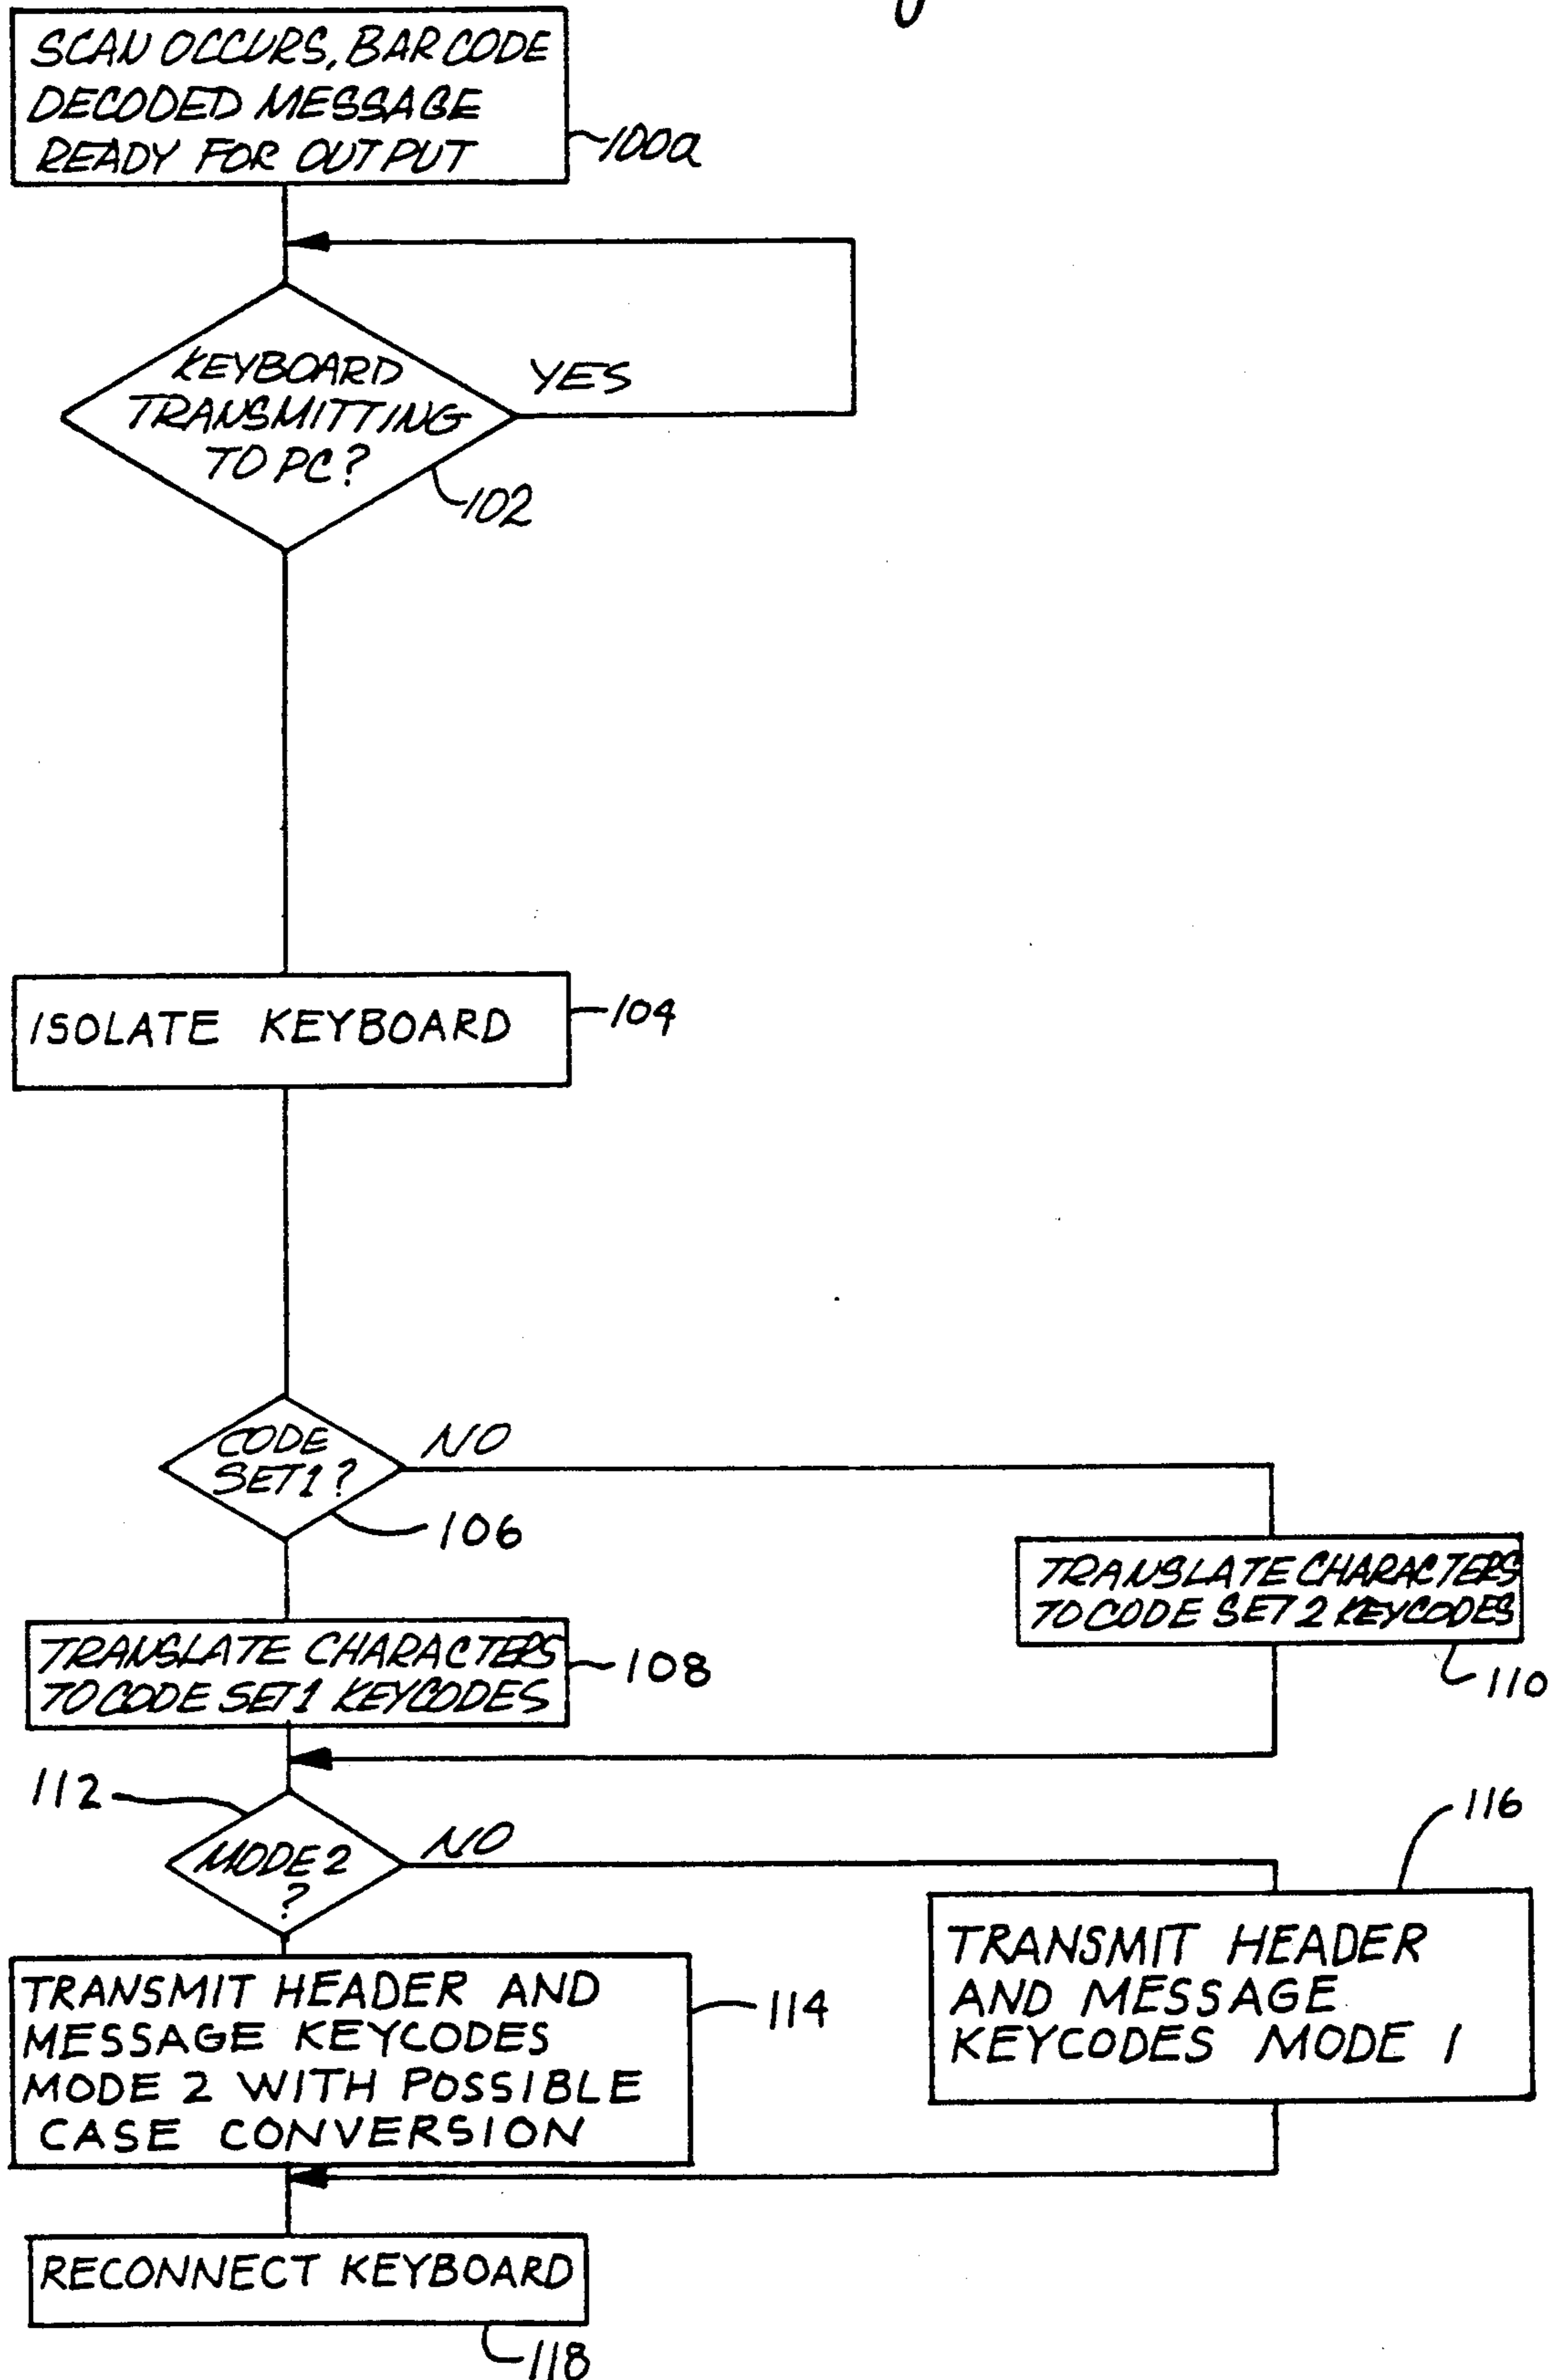 SCAN OCCURS, BAR CODE
DECODED MESSAGE
READY FOR OUTPUT
100a
KEYBOARD
TRANSMITTING
TO PC?
YES
102
ISOLATE KEYBOARD
104
CODE
SET 1?
NO
106
TRANSLATE CHARACTERS
TO CODE SET 2 KEYCODES
110
TRANSLATE CHARACTERS
TO CODE SET 1 KEYCODES
108
112
MODE 2
?
NO
116
TRANSMIT HEADER
AND MESSAGE
KEYCODES MODE 1
TRANSMIT HEADER AND
MESSAGE KEYCODES
MODE 2 WITH POSSIBLE
CASE CONVERSION
114
RECONNECT KEYBOARD
118